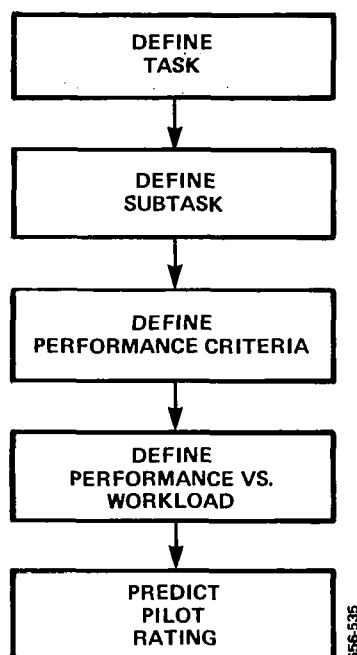 DEFINE
TASK
DEFINE
SUBTASK
DEFINE
PERFORMANCE CRITERIA
DEFINE
PERFORMANCE VS.
WORKLOAD
PREDICT
PILOT
RATING